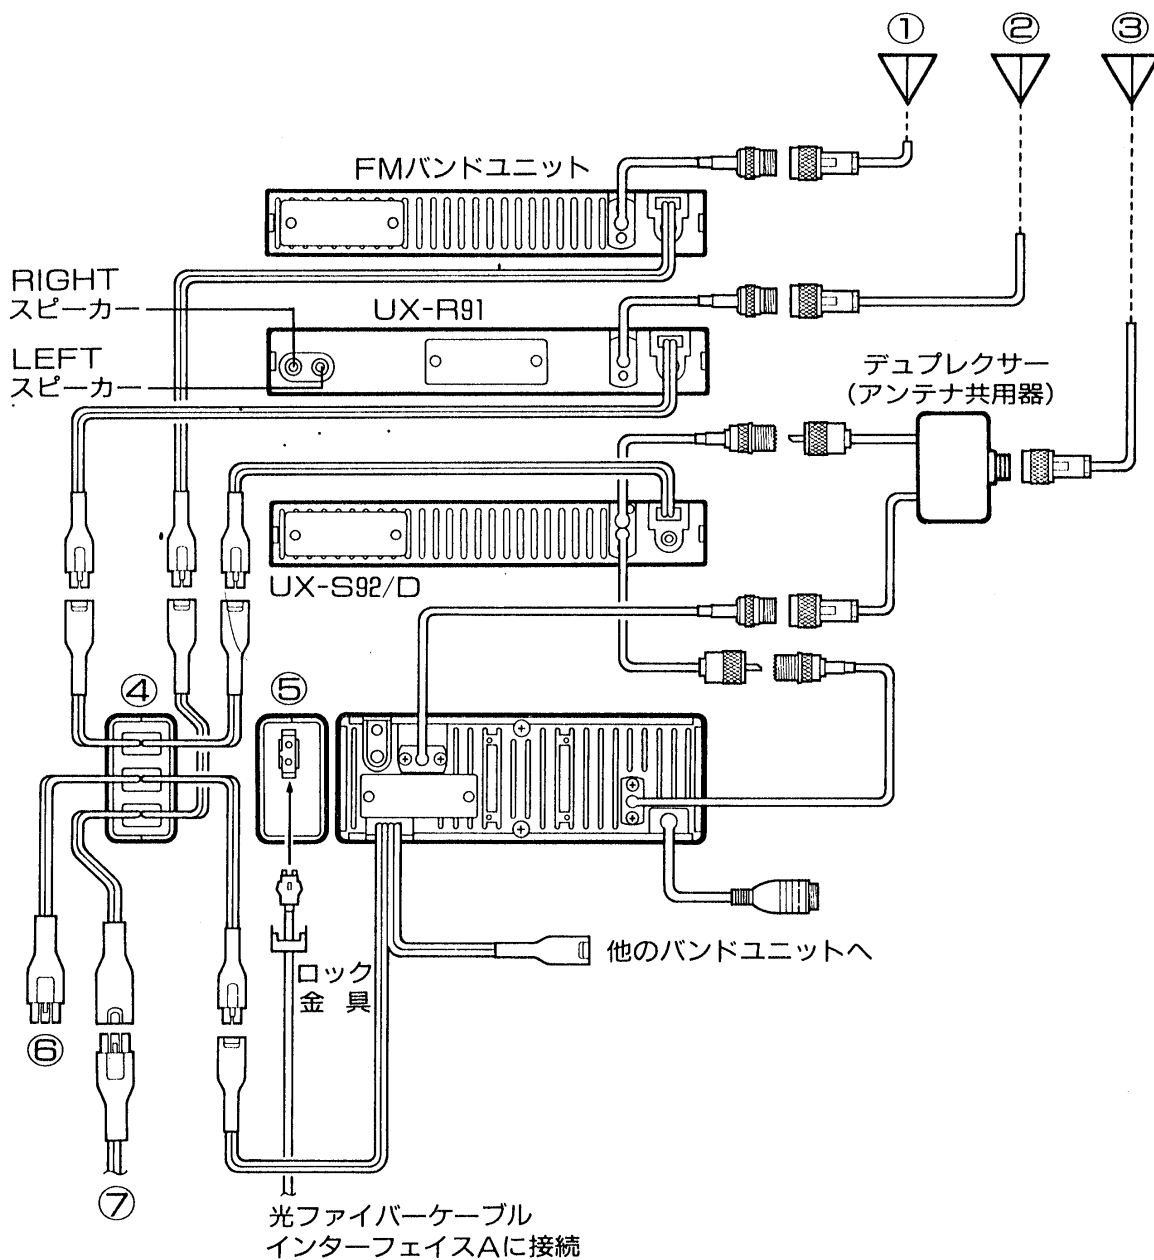 ① ② ③
FMバンドユニット
RIGHT
スピーカー
UX-R91
LEFT
スピーカー
デュプレクサー
(アンテナ共用器)
UX-S92/D
④ ⑤
他のバンドユニットへ
ロック
金 具
⑥
⑦
光ファイバーケーブル
インターフェイスAに接続